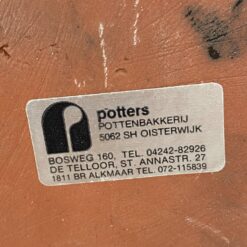 potters
POTTENBAKKERIJ
5062 SH OISTERWIJK
BOSWEG 160, TEL. 04242-82926
DE TELLOOR, ST. ANNASTR. 27
1811 BR ALKMAAR TEL. 072-115839